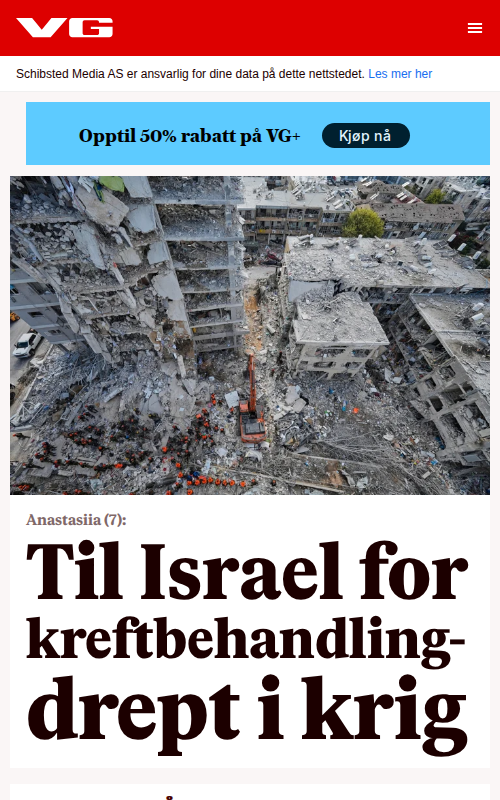 VG
Schibsted Media AS er ansvarlig for dine data på dette nettstedet. Les mer her
Opptil 50% rabatt på VG+ Kjøp nå
Anastasiia (7):
Til Israel for
kreftbehandling-
drept i krig